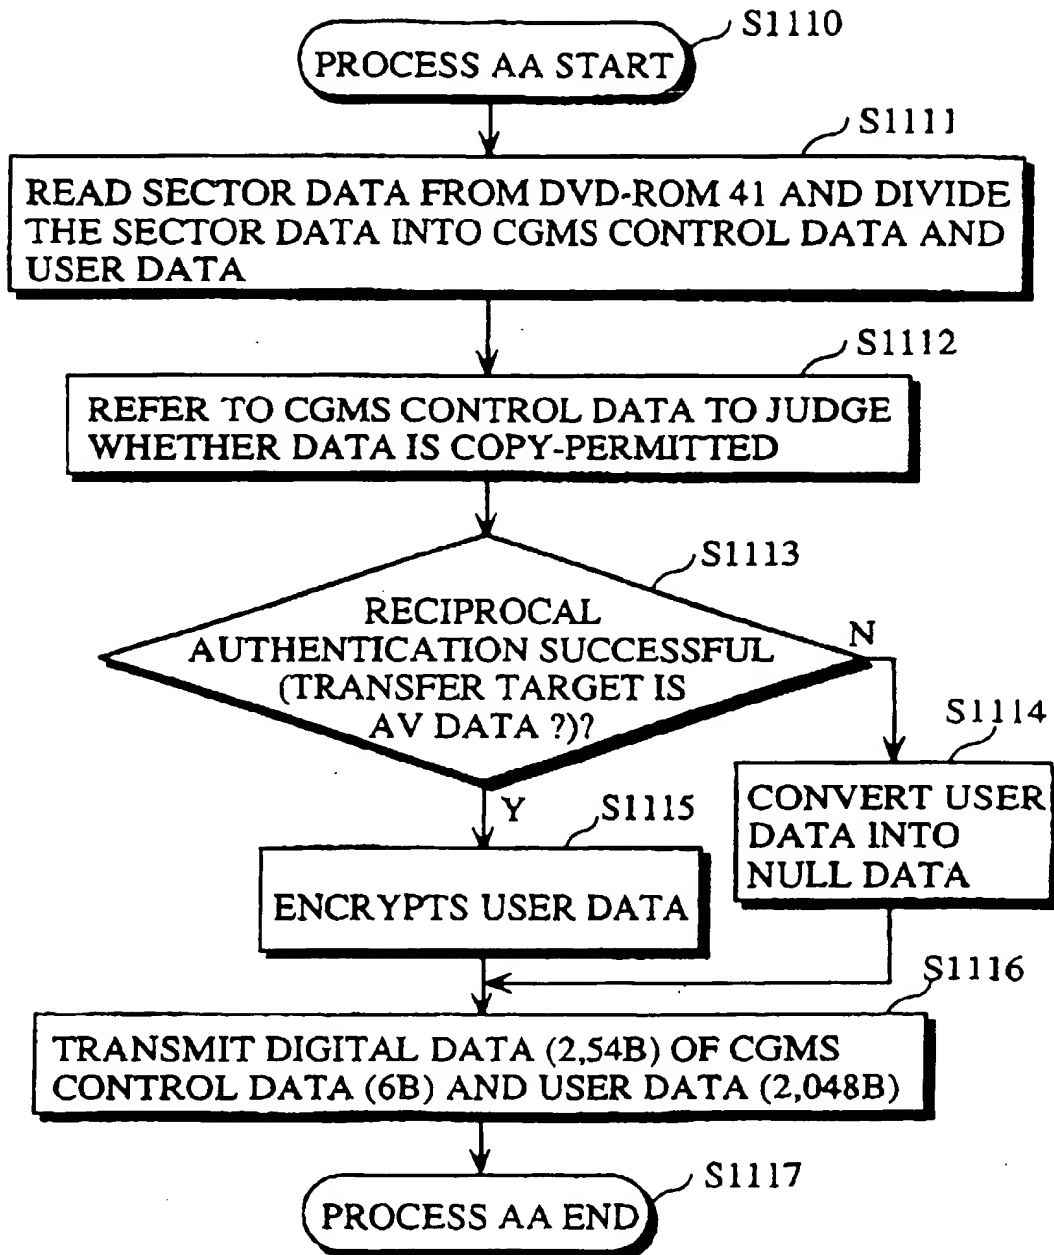 S1110
PROCESS AA START
S1111
READ SECTOR DATA FROM DVD-ROM 41 AND DIVIDE
THE SECTOR DATA INTO CGMS CONTROL DATA AND
USER DATA
S1112
REFER TO CGMS CONTROL DATA TO JUDGE
WHETHER DATA IS COPY-PERMITTED
S1113
RECIPROCAL
AUTHENTICATION SUCCESSFUL
(TRANSFER TARGET IS
AV DATA ?)?
N
S1114
CONVERT USER
DATA INTO
NULL DATA
Y
S1115
ENCRYPTS USER DATA
S1116
TRANSMIT DIGITAL DATA (2,54B) OF CGMS
CONTROL DATA (6B) AND USER DATA (2,048B)
S1117
PROCESS AA END